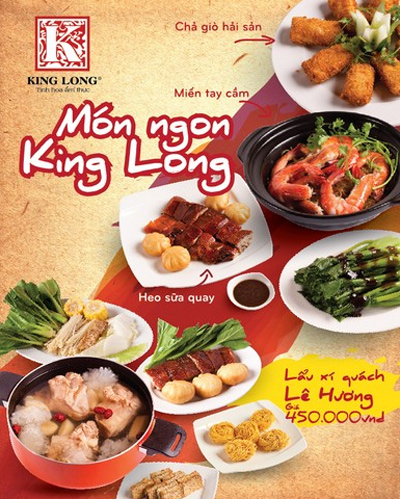 KING LONG®
Tinh hoa ẩm thực
Món ngon
King Long
Chả giò hải sản
Miến tay cầm
Heo sữa quay
Lẩu xí quách
Lê Hương
Giá
450.000vnd